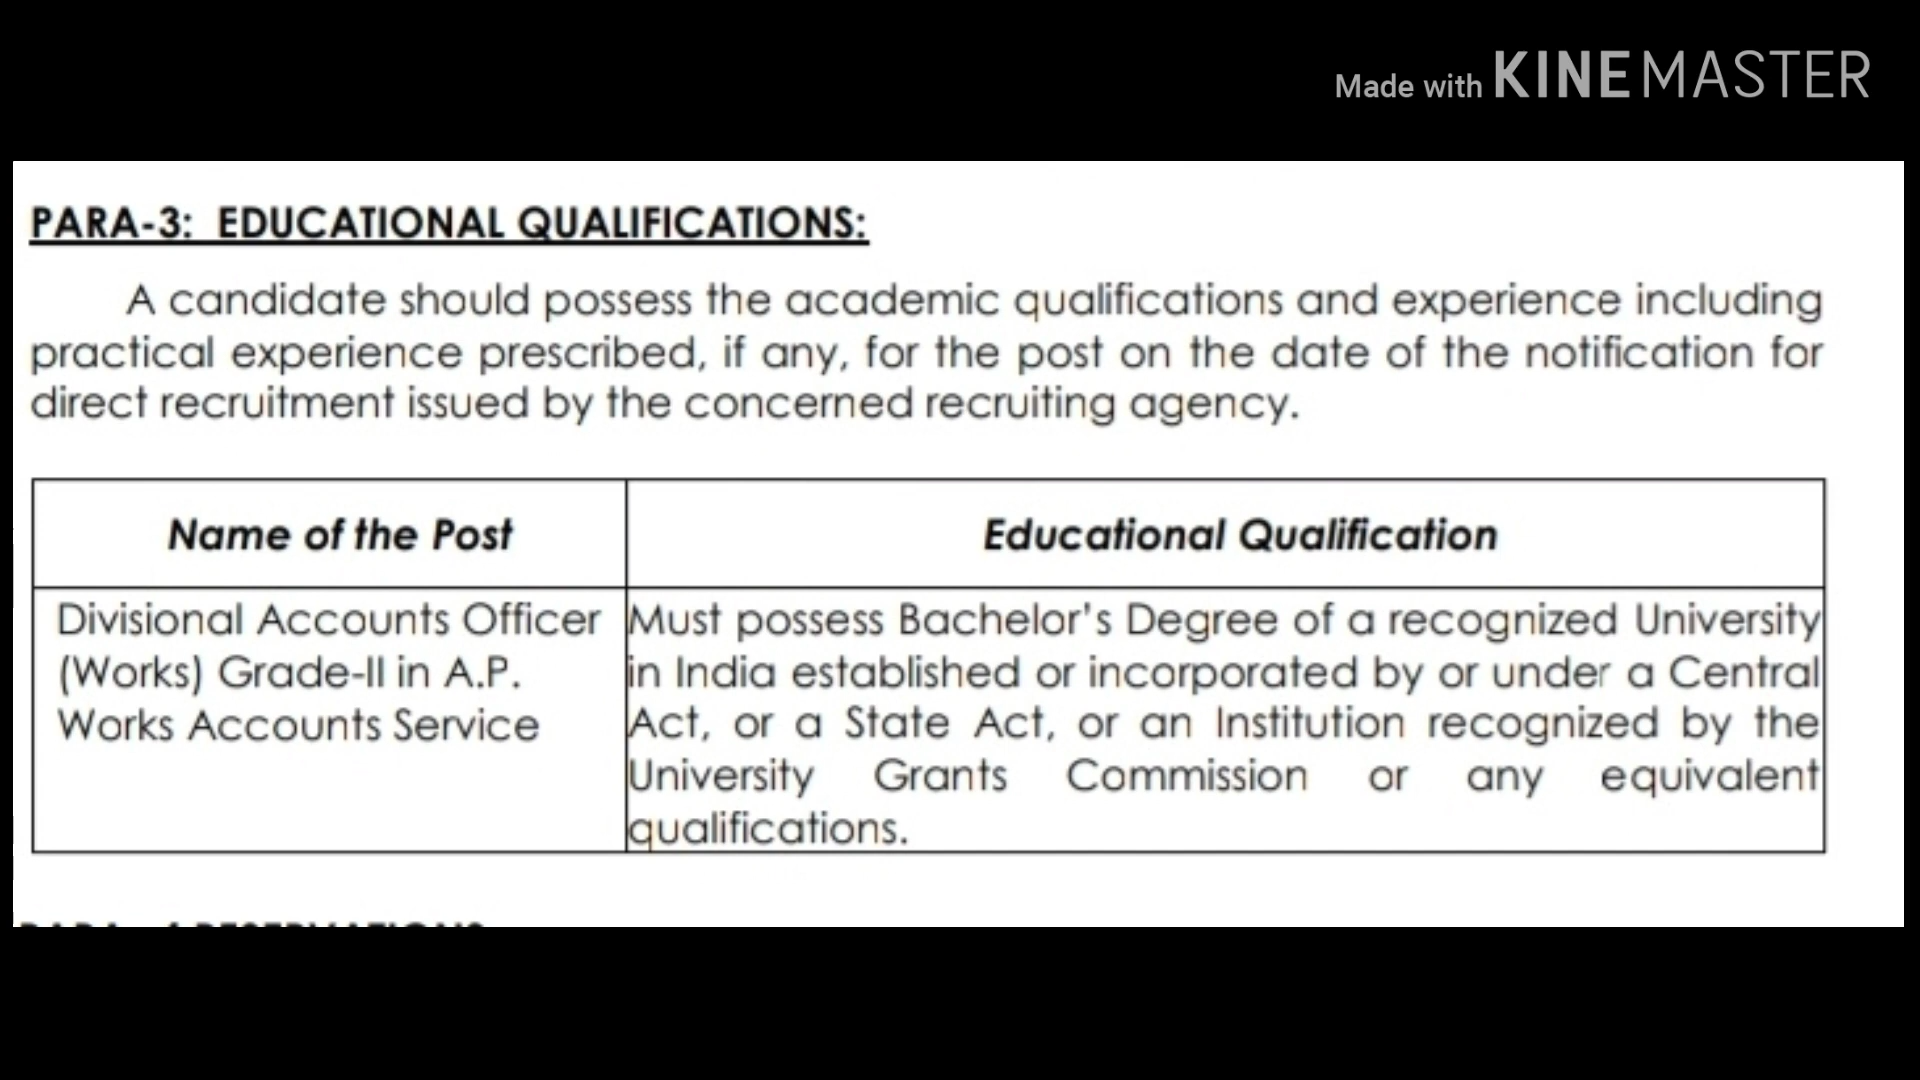 Made with KINEMASTER
PARA-3: EDUCATIONAL QUALIFICATIONS:
A candidate should possess the academic qualifications and experience including
practical experience prescribed, if any, for the post on the date of the notification for
direct recruitment issued by the concerned recruiting agency.
Name of the Post
Educational Qualification
Divisional Accounts Officer
(Works) Grade-II in A.P.
Works Accounts Service
Must possess Bachelor's Degree of a recognized University
in India established or incorporated by or under a Central
Act, or a State Act, or an Institution recognized by the
University Grants Commission or any equivalent
qualifications.